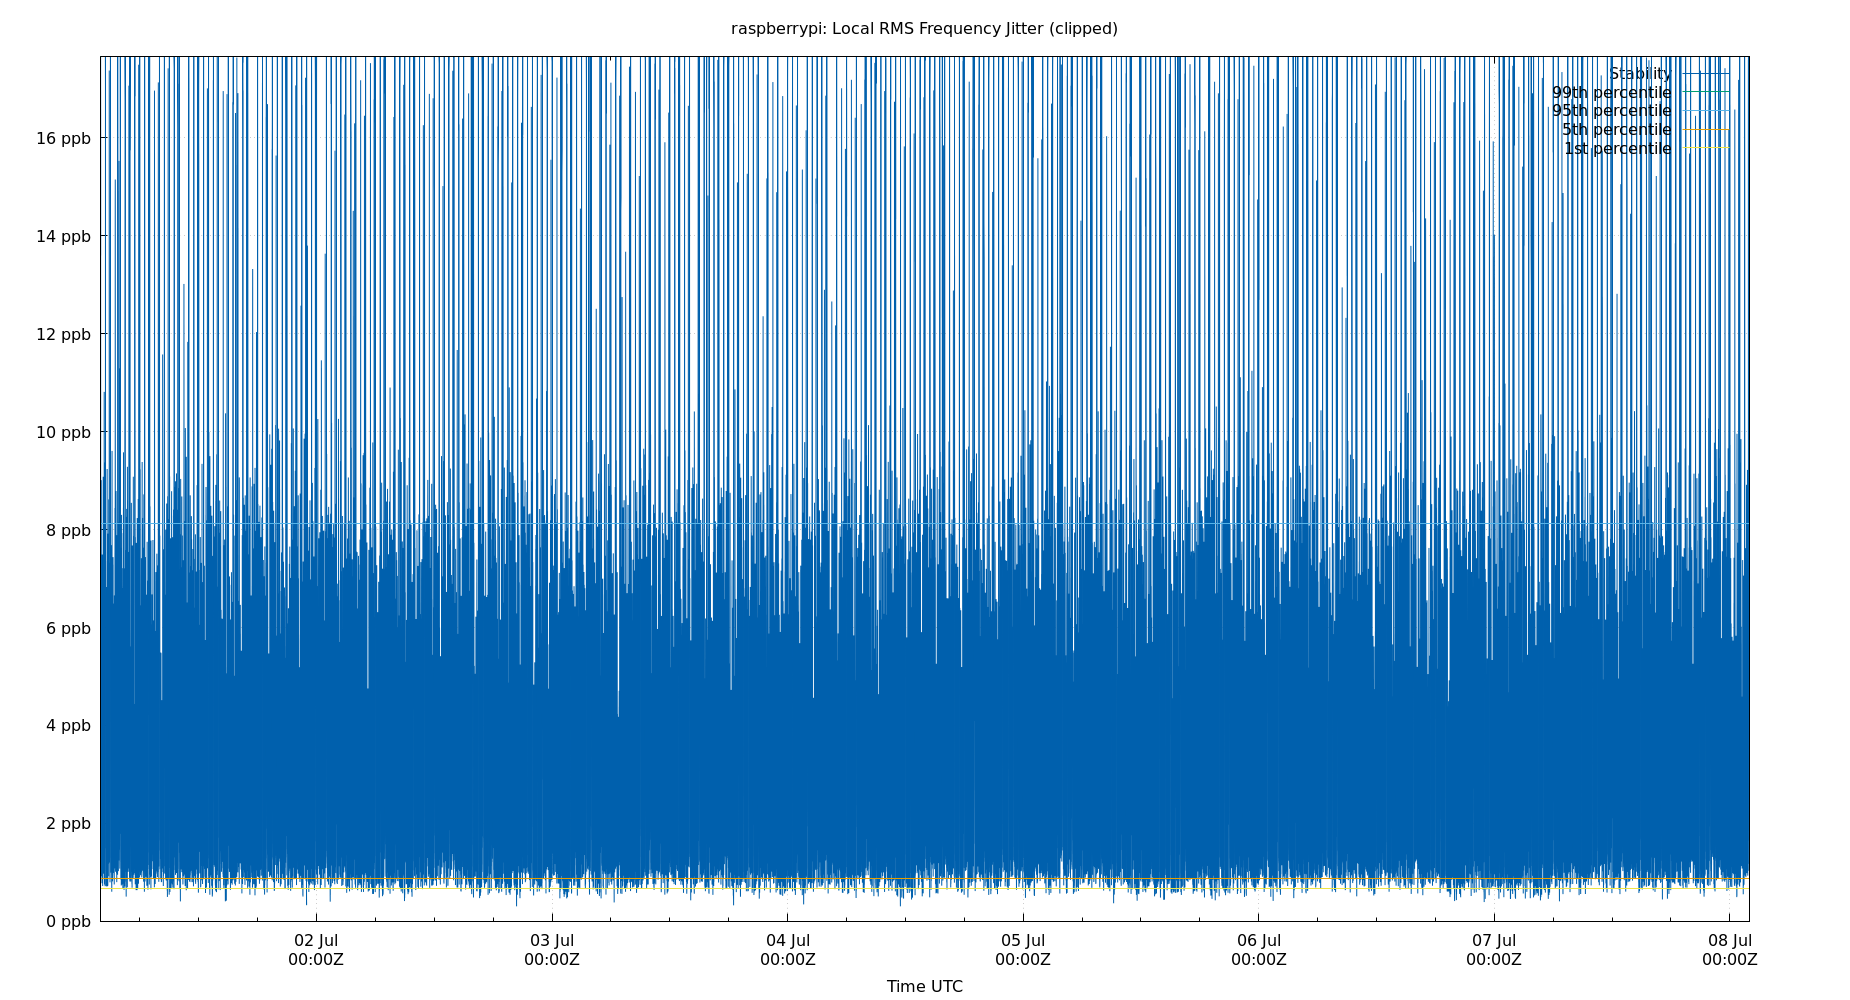 raspberrypi: Local RMS Frequency Jitter (clipped)
Stability
99th percentile
95th percentile
5th percentile
1st percentile
16 ppb
14 ppb
12 ppb
10 ppb
8 ppb
6 ppb
4 ppb
2 ppb
0 ppb
02 Jul 03 Jul 04 Jul 05 Jul 06 Jul 07 Jul 08 Jul
00:00Z 00:00Z 00:00Z 00:00Z 00:00Z 00:00Z 00:00Z
Time UTC